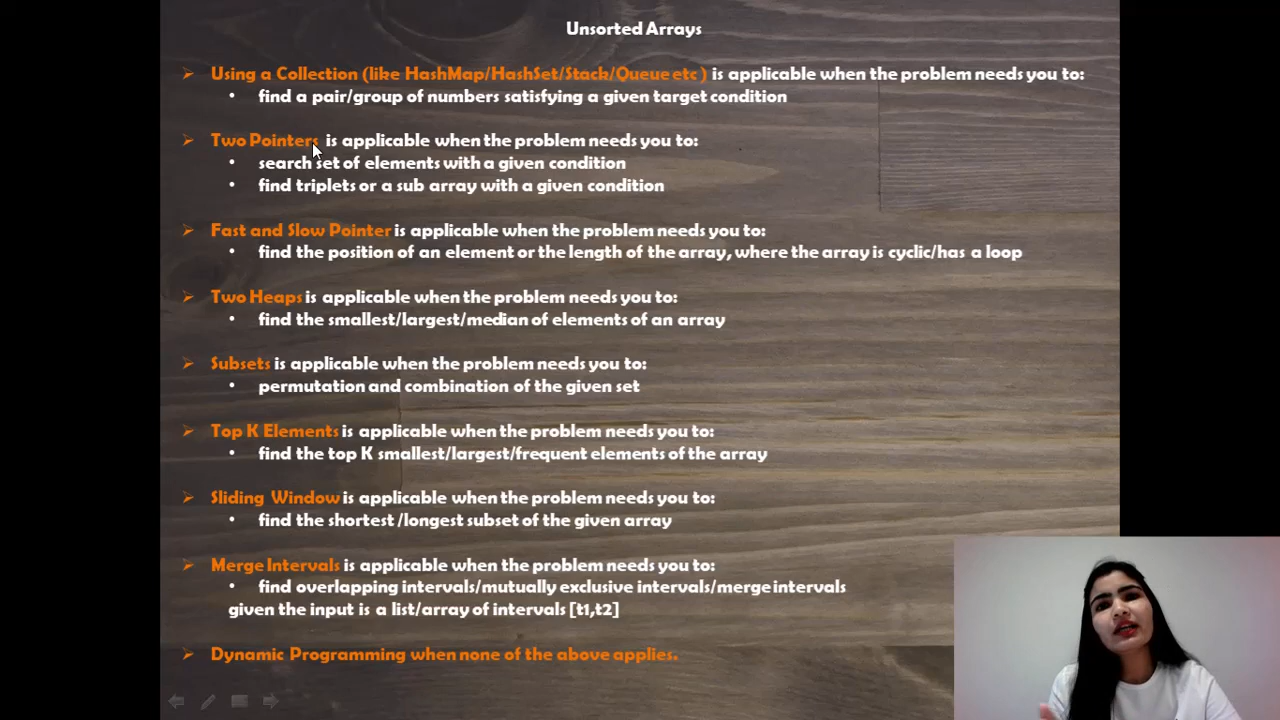 Unsorted Arrays
Using a Collection (like HashMap/HashSet/Stack/Queue etc ) is applicable when the problem needs you to:
find a pair/group of numbers satisfying a given target condition
Two Pointers is applicable when the problem needs you to:
search set of elements with a given condition
find triplets or a sub array with a given condition
Fast and Slow Pointer is applicable when the problem needs you to:
find the position of an element or the length of the array, where the array is cyclic/has a loop
Two Heaps is applicable when the problem needs you to:
find the smallest/largest/median of elements of an array
Subsets is applicable when the problem needs you to:
permutation and combination of the given set
Top K Elements is applicable when the problem needs you to:
find the top K smallest/largest/frequent elements of the array
Sliding Window is applicable when the problem needs you to:
find the shortest /longest subset of the given array
Merge Intervals is applicable when the problem needs you to:
find overlapping intervals/mutually exclusive intervals/merge intervals
given the input is a list/array of intervals [t1,t2]
Dynamic Programming when none of the above applies.